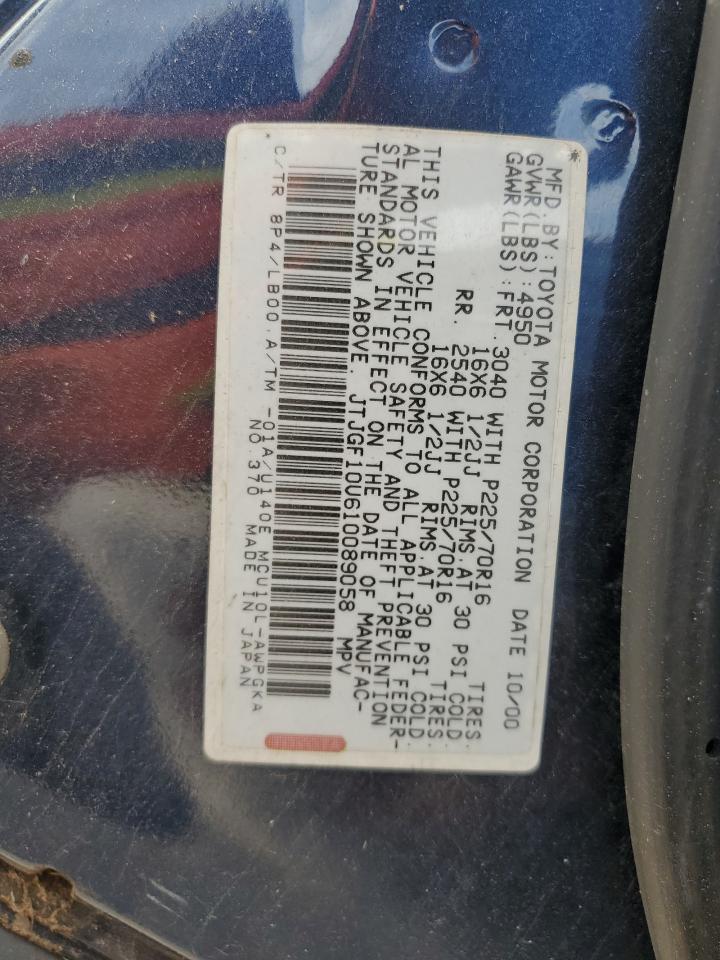 MFD.BY:TOYOTA MOTOR CORPORATION DATE 10/00
GVWR(LBS):4950
GAWR(LBS):FRT.3040 WITH P225/70R16 TIRES.
16X6 1/2JJ RIMS.AT 30 PSI COLD.
RR. 2540 WITH P225/70R16 TIRES.
16X6 1/2JJ RIMS.AT 30 PSI COLD.
THIS VEHICLE CONFORMS TO ALL APPLICABLE FEDER-
AL MOTOR VEHICLE SAFETY AND THEFT PREVENTION
STANDARDS IN EFFECT ON THE DATE OF MANUFAC-
TURE SHOWN ABOVE. JTJGF10U610089058 MPV
C/TR 8P4/LB00.A/TM -01A/U140E MCU10L-AWPGKA
NO.370 MADE IN JAPAN